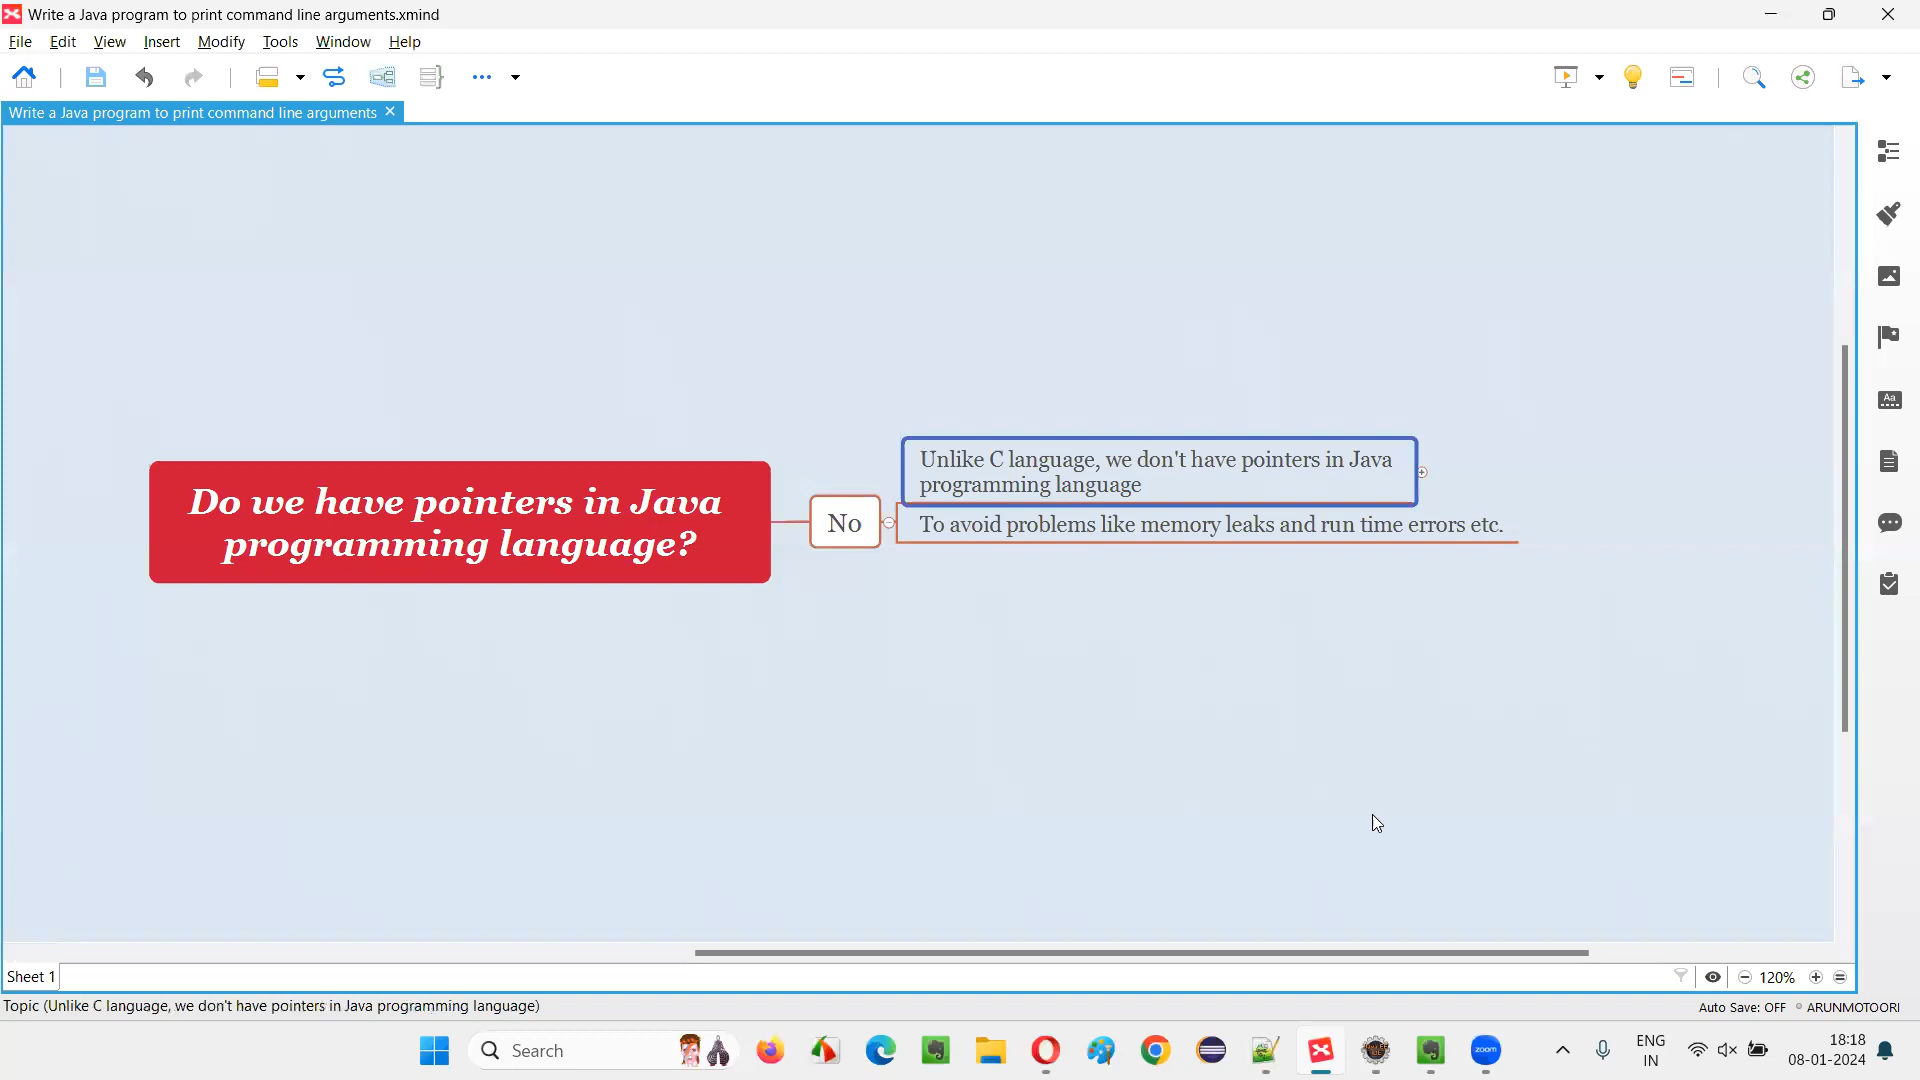 Write a Java program to print command line arguments.xmind
File Edit View Insert Modify Tools Window Help
Write a Java program to print command line arguments
Aa
Do we have pointers in Java
programming language?
No
Unlike C language, we don't have pointers in Java
programming language
To avoid problems like memory leaks and run time errors etc.
Sheet 1
120%
Topic (Unlike C language, we don't have pointers in Java programming language)
Auto Save: OFF ARUNMOTOORI
Search
zoom
ENG
IN
18:18
08-01-2024